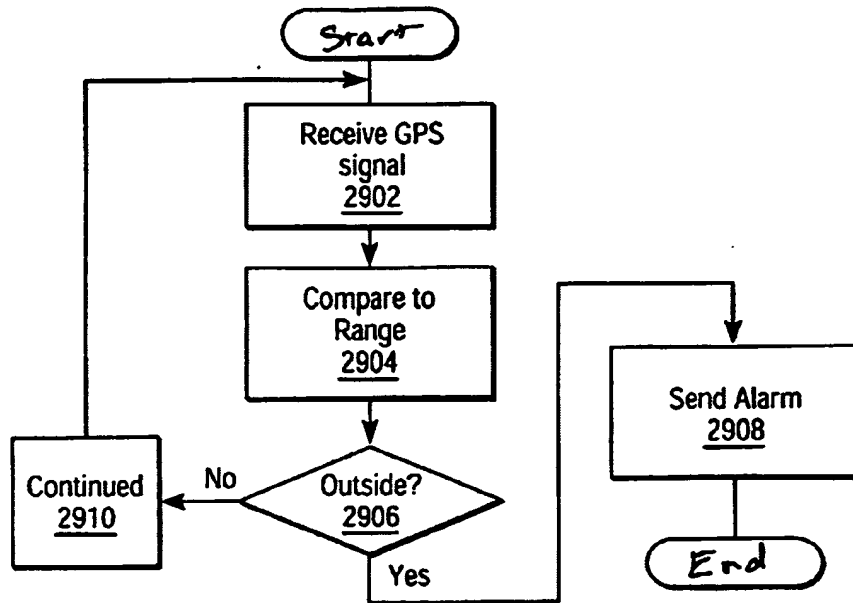 Start
Receive GPS
signal
2902
Compare to
Range
2904
Outside?
2906
No
Continued
2910
Yes
Send Alarm
2908
End